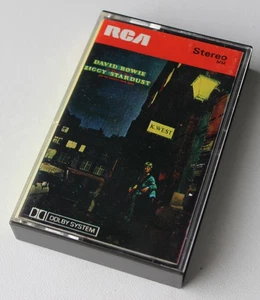 RCA
Stereo
DAVID BOWIE
ZIGGY STARDUST
K.WEST
DOLBY SYSTEM